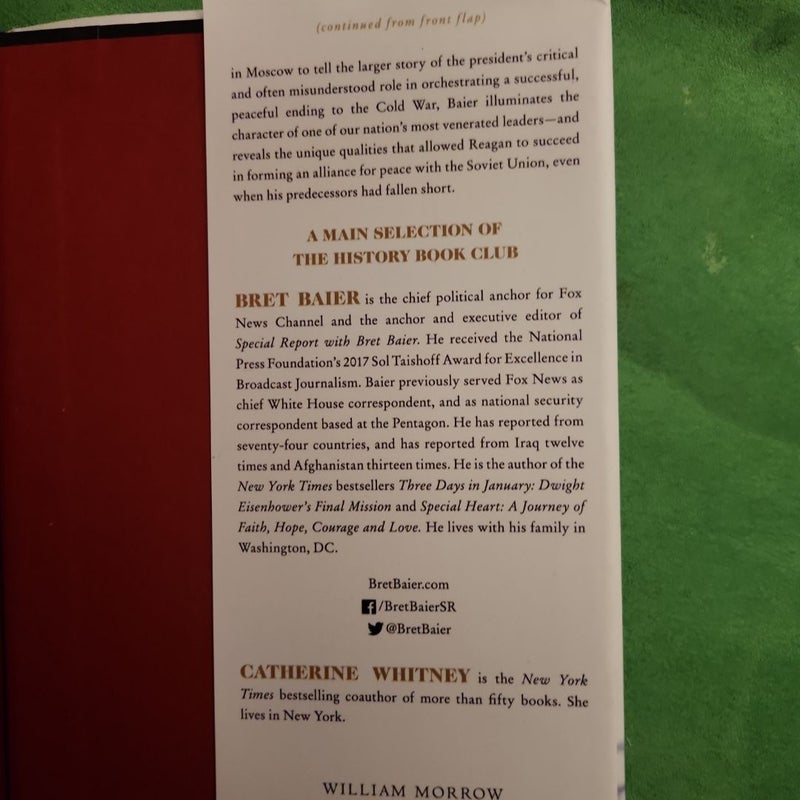 (continued from front flap)
in Moscow to tell the larger story of the president's critical
and often misunderstood role in orchestrating a successful,
peaceful ending to the Cold War, Baier illuminates the
character of one of our nation's most venerated leaders—and
reveals the unique qualities that allowed Reagan to succeed
in forming an alliance for peace with the Soviet Union, even
when his predecessors had fallen short.
A MAIN SELECTION OF
THE HISTORY BOOK CLUB
BRET BAIER is the chief political anchor for Fox
News Channel and the anchor and executive editor of
Special Report with Bret Baier. He received the National
Press Foundation's 2017 Sol Taishoff Award for Excellence in
Broadcast Journalism. Baier previously served Fox News as
chief White House correspondent, and as national security
correspondent based at the Pentagon. He has reported from
seventy-four countries, and has reported from Iraq twelve
times and Afghanistan thirteen times. He is the author of the
New York Times bestsellers Three Days in January: Dwight
Eisenhower's Final Mission and Special Heart: A Journey of
Faith, Hope, Courage and Love. He lives with his family in
Washington, DC.
BretBaier.com
/BretBaierSR
@BretBaier
CATHERINE WHITNEY is the New York
Times bestselling coauthor of more than fifty books. She
lives in New York.
WILLIAM MORROW